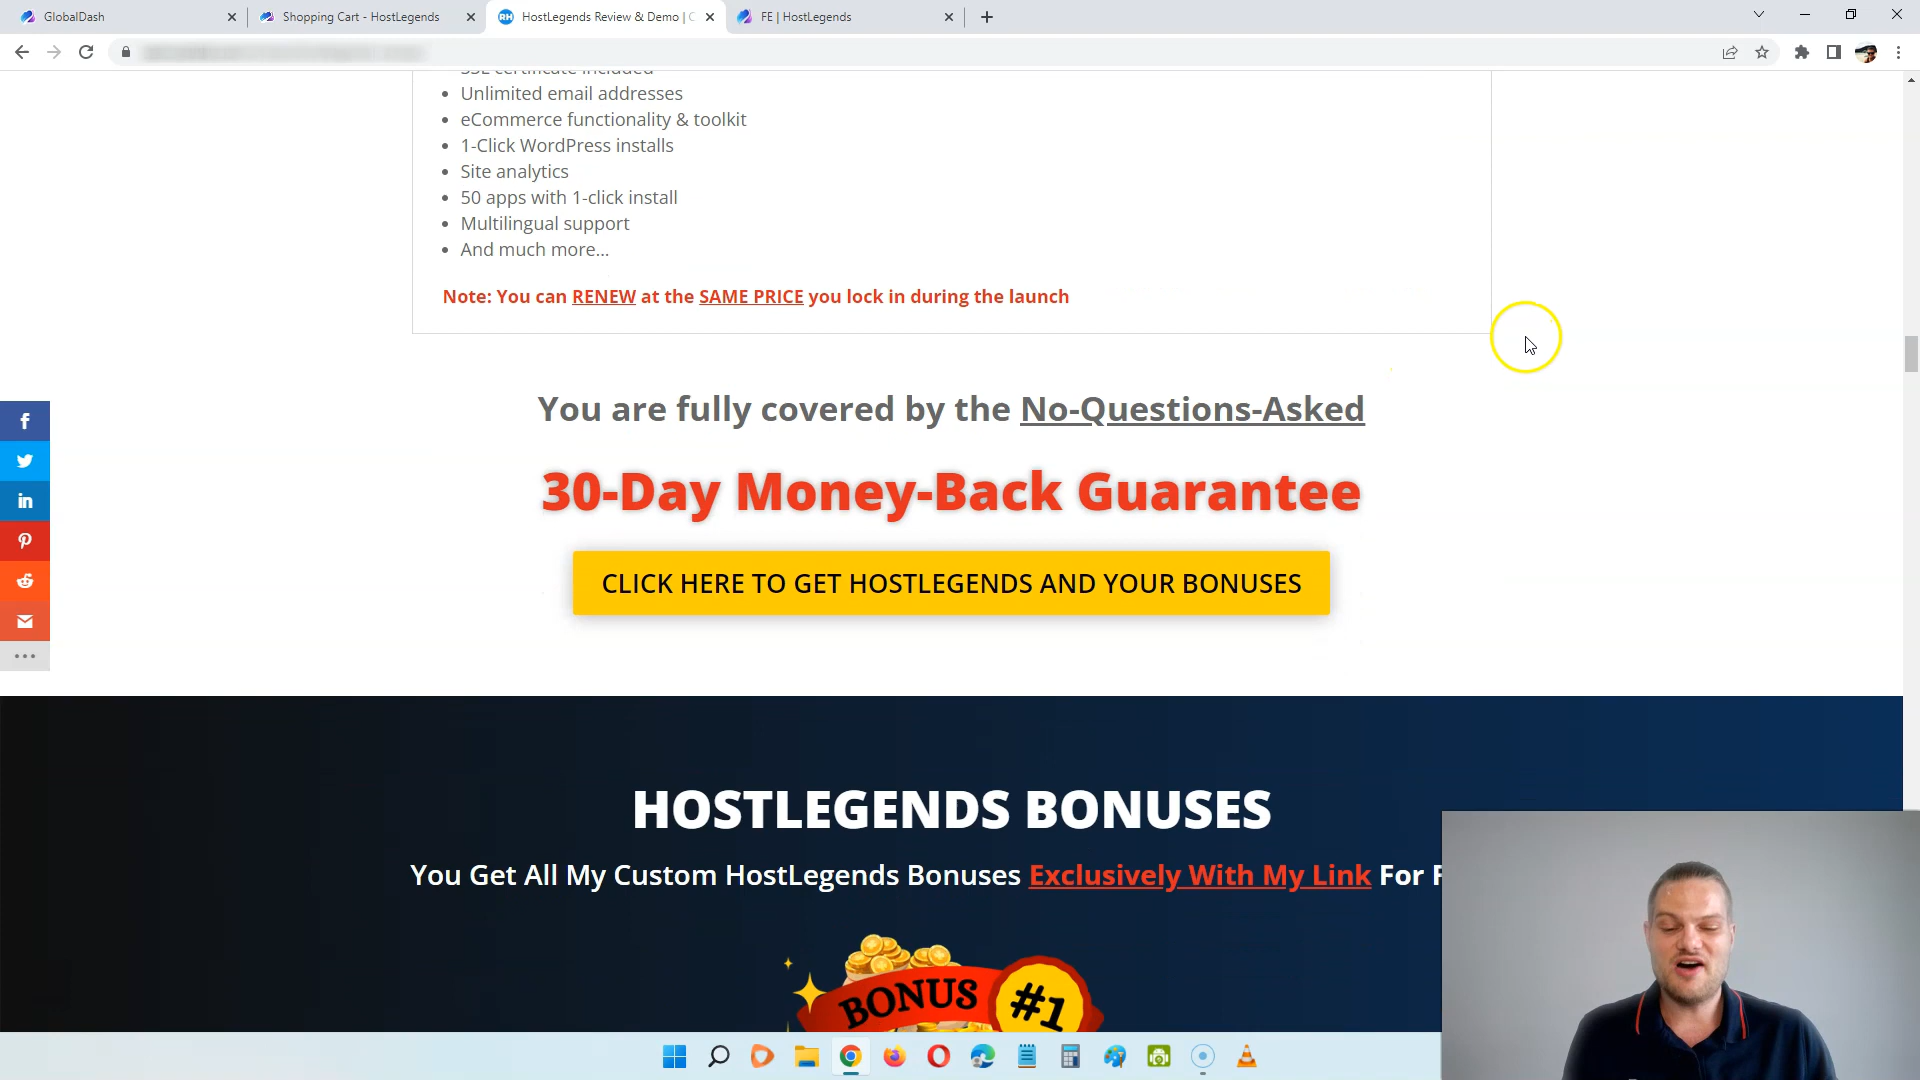 GlobalDash
Shopping Cart - HostLegends
HostLegends Review & Demo |
FE | HostLegends
SSL certificate included
Unlimited email addresses
eCommerce functionality & toolkit
1-Click WordPress installs
Site analytics
50 apps with 1-click install
Multilingual support
And much more...
Note: You can RENEW at the SAME PRICE you lock in during the launch
You are fully covered by the No-Questions-Asked
30-Day Money-Back Guarantee
CLICK HERE TO GET HOSTLEGENDS AND YOUR BONUSES
HOSTLEGENDS BONUSES
You Get All My Custom HostLegends Bonuses Exclusively With My Link For
BONUS #1